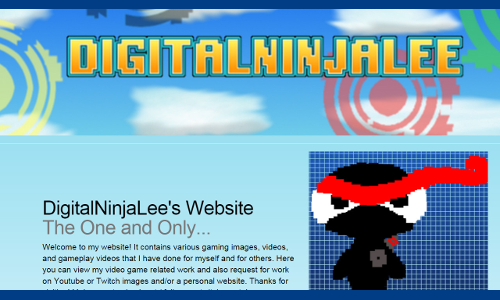 DIGITALNINJALEE
DigitalNinjaLee's Website
The One and Only...
Welcome to my website! It contains various gaming images, videos,
and gameplay videos that I have done for myself and for others. Here
you can view my video game related work and also request for work
on Youtube or Twitch images and/or a personal website. Thanks for